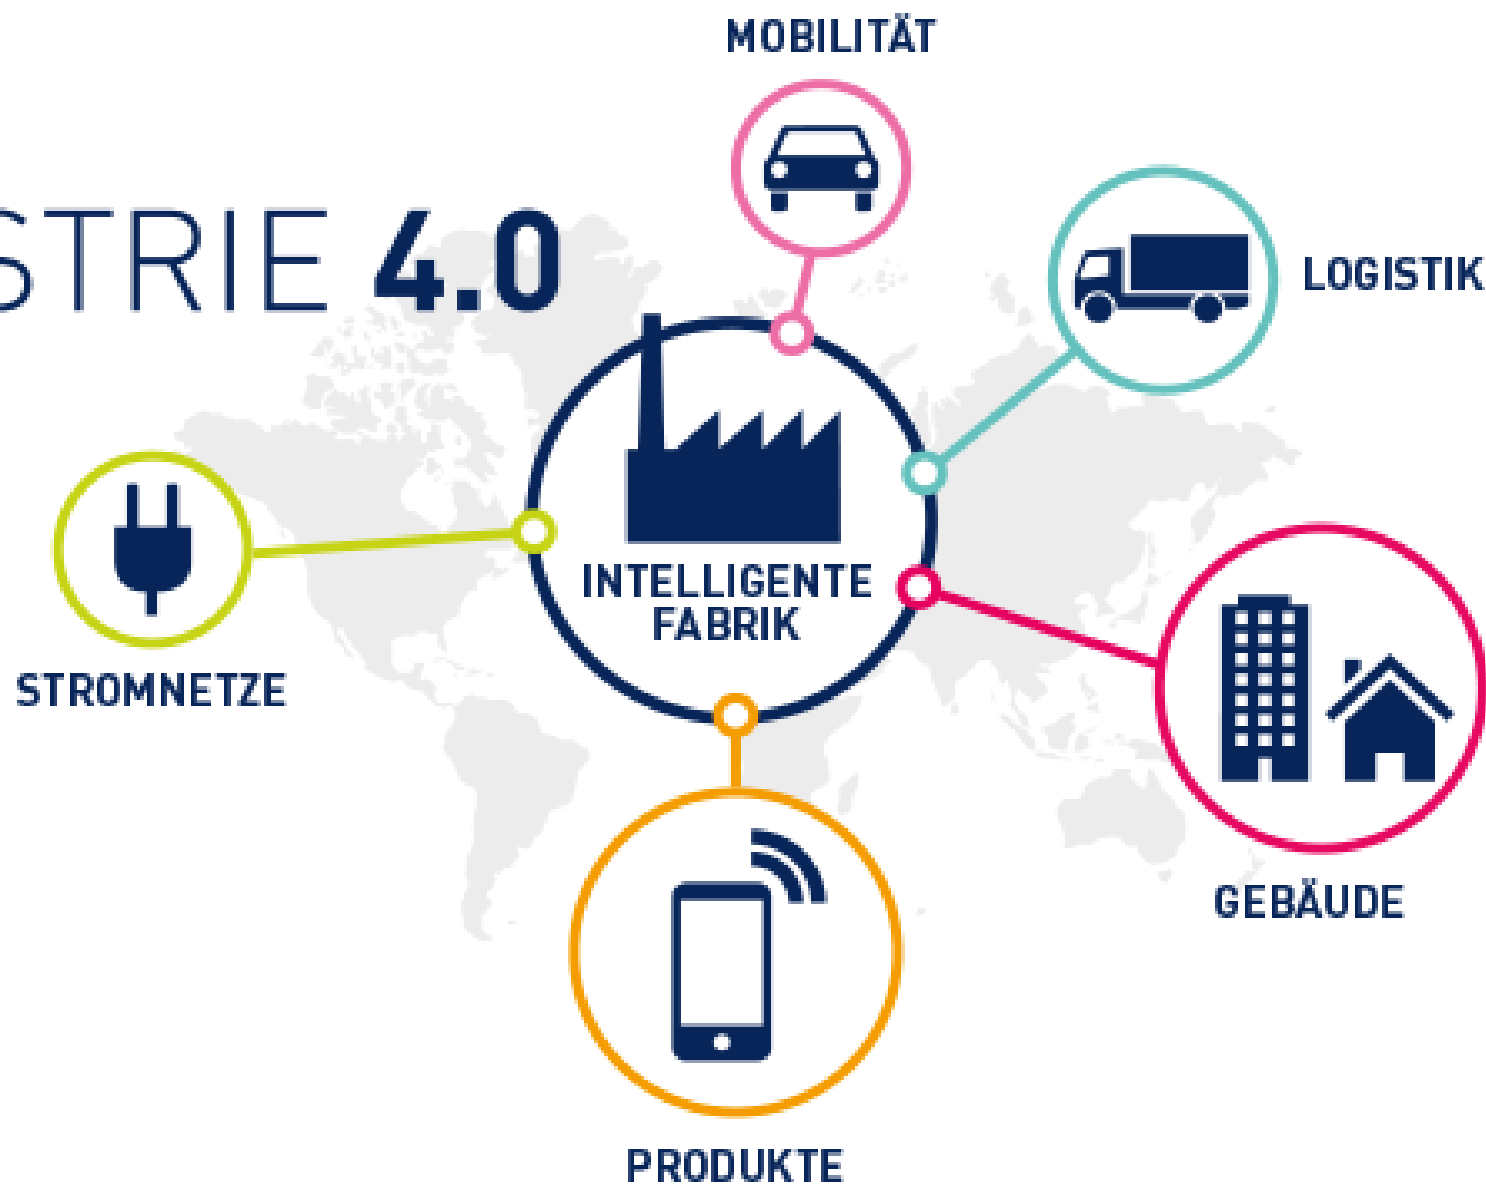 MOBILITÄT
STRIE 4.0
LOGISTIK
INTELLIGENTE
FABRIK
STROMNETZE
GEBÄUDE
PRODUKTE